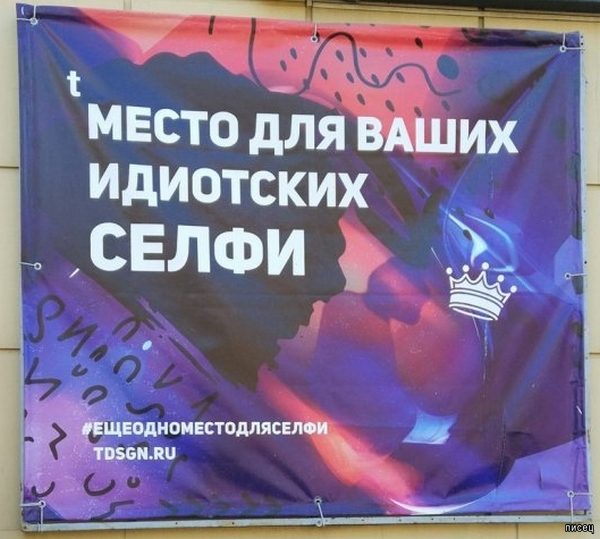 t
МЕСТО ДЛЯ ВАШИХ
ИДИОТСКИХ
СЕЛФИ
#ЕЩЕОДНОМЕСТОДЛЯСЕЛФИ
TDSGN.RU
писец